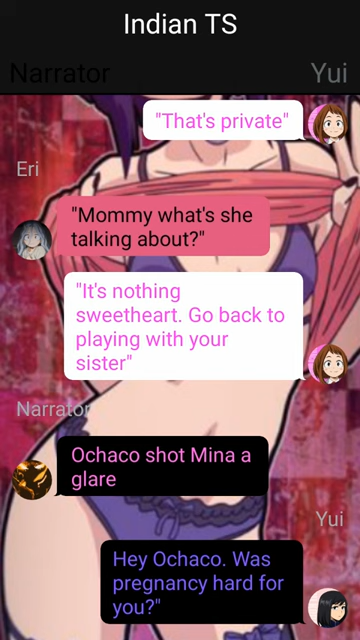 Indian TS
Narrator
Yui
"That's private"
Eri
"Mommy what's she
talking about?"
"It's nothing
sweetheart. Go back to
playing with your
sister"
Narrator
Ochaco shot Mina a
glare
Yui
Hey Ochaco. Was
pregnancy hard for
you?"